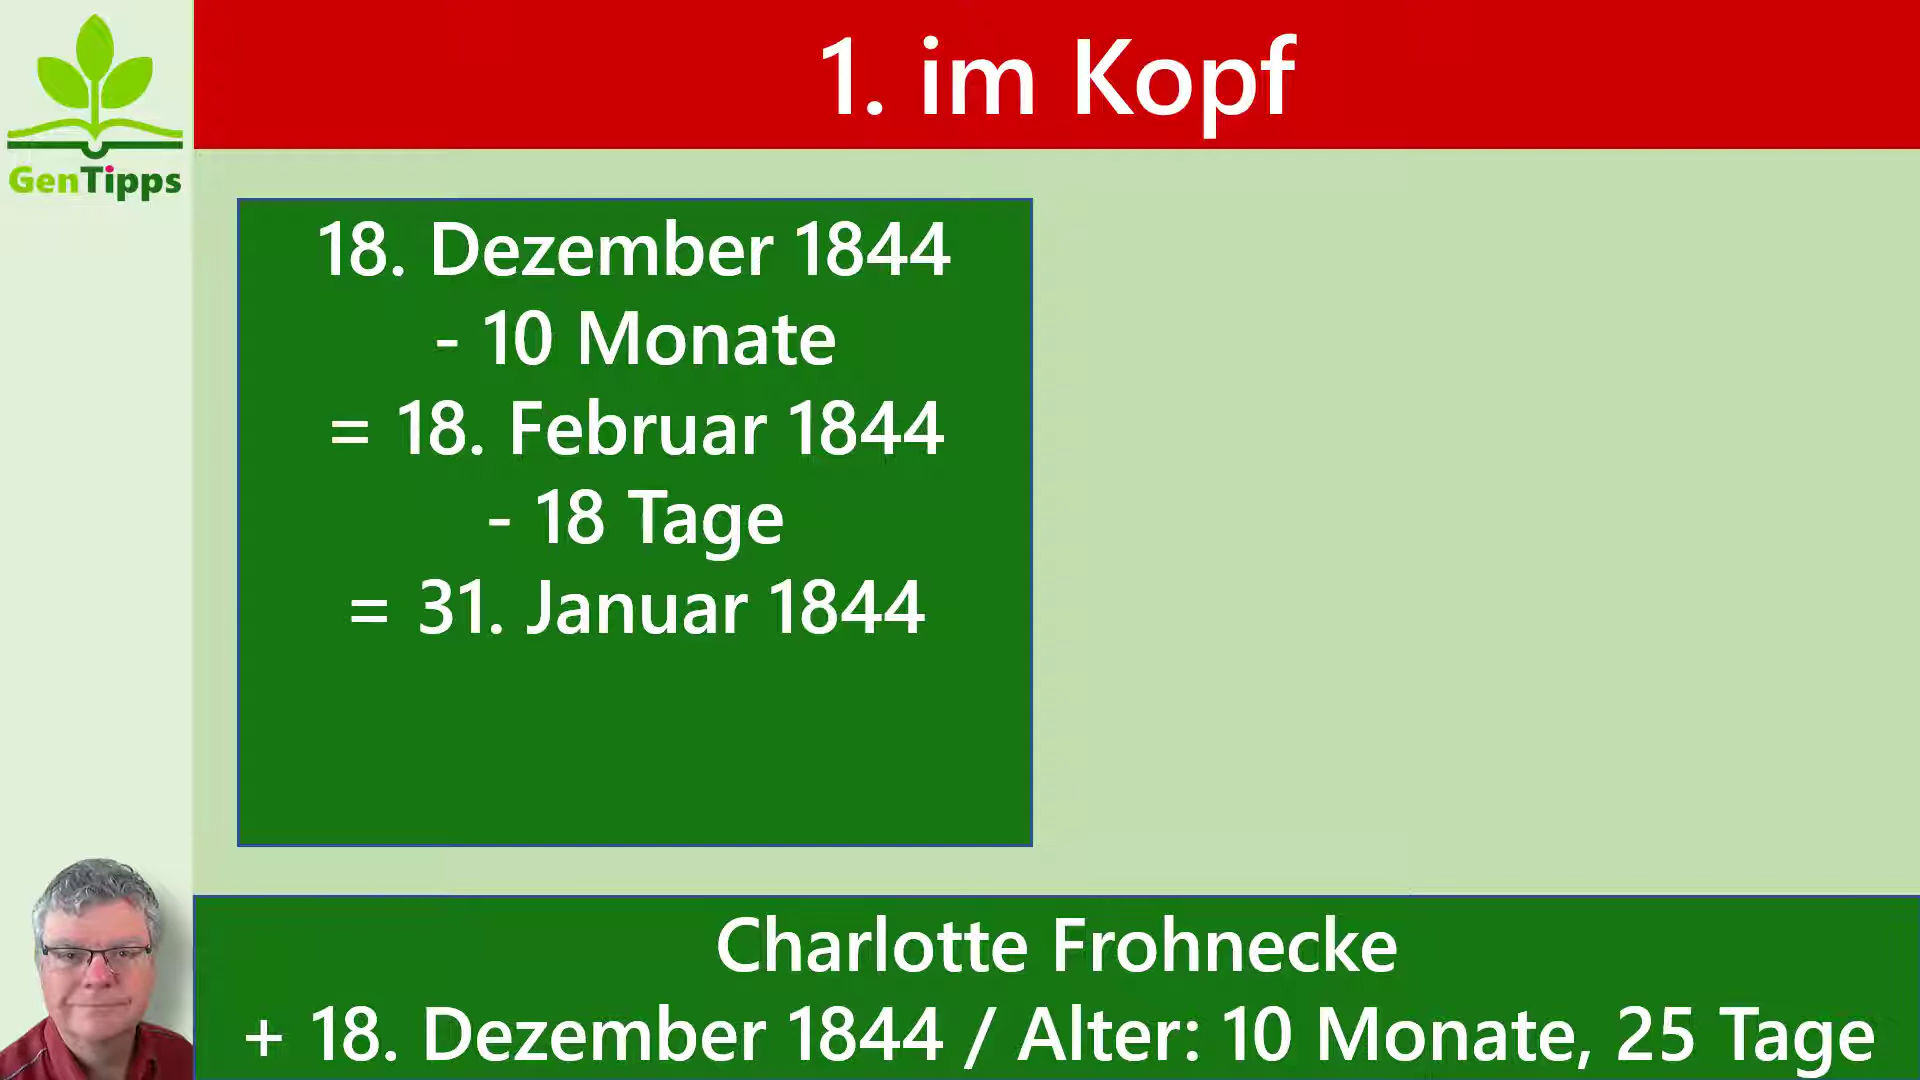 GenTipps
1. im Kopf
18. Dezember 1844
- 10 Monate
= 18. Februar 1844
- 18 Tage
= 31. Januar 1844
Charlotte Frohnecke
+ 18. Dezember 1844 / Alter: 10 Monate, 25 Tage